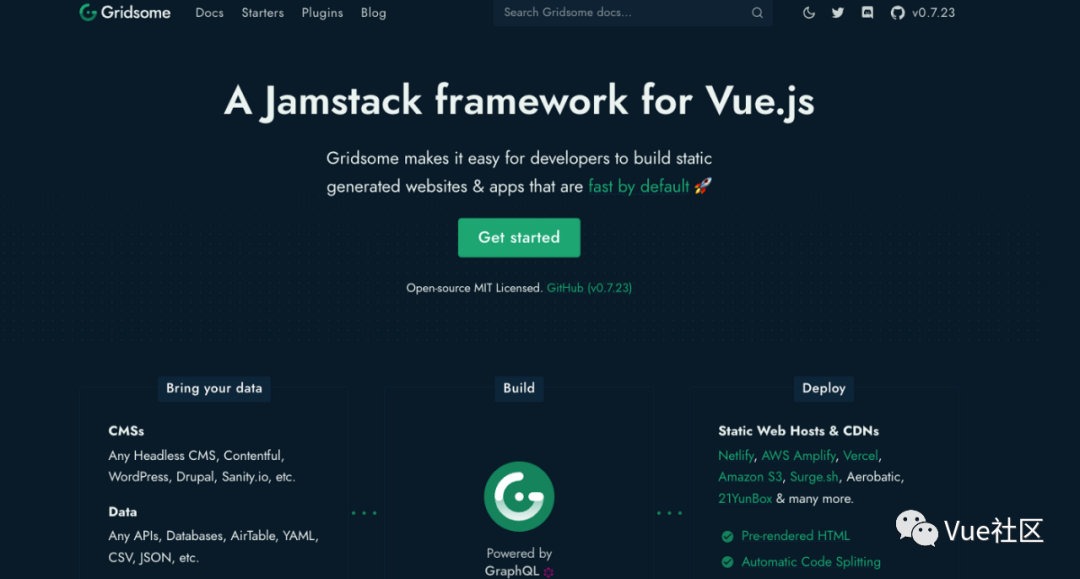 Gridsome Docs Starters Plugins Blog Search Gridsome docs... v0.7.23
A Jamstack framework for Vue.js
Gridsome makes it easy for developers to build static
generated websites & apps that are fast by default 🚀
Get started
Open-source MIT Licensed. GitHub (v0.7.23)
Bring your data
CMSs
Any Headless CMS, Contentful,
WordPress, Drupal, Sanity.io, etc.
Data
Any APIs, Databases, AirTable, YAML,
CSV, JSON, etc.
Build
Powered by
GraphQL
Deploy
Static Web Hosts & CDNs
Netlify, AWS Amplify, Vercel,
Amazon S3, Surge.sh, Aerobatic,
21YunBox & many more.
Pre-rendered HTML
Automatic Code Splitting
Vue社区